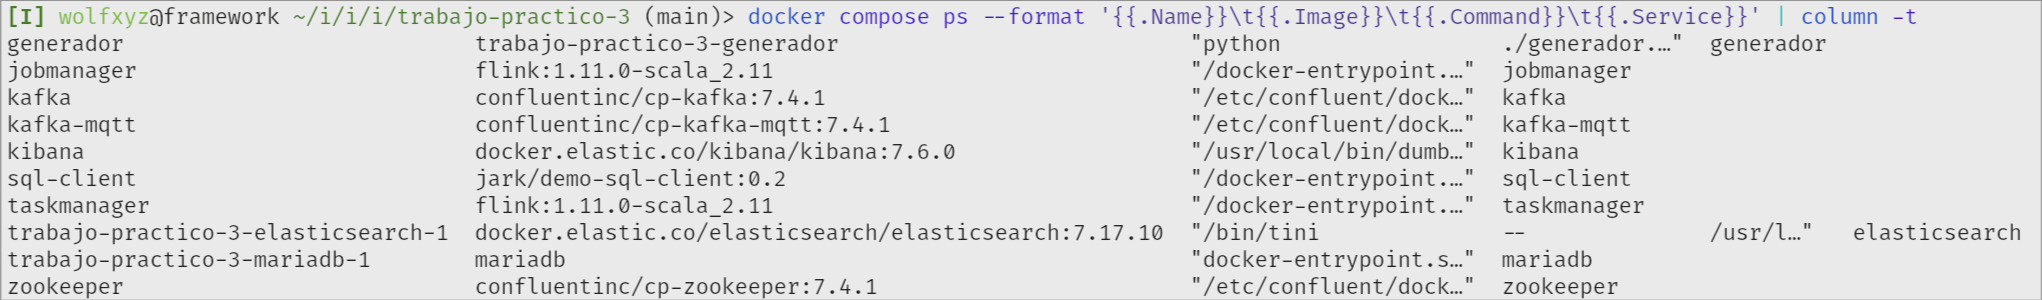 [I] wolfxyz@framework ~/i/i/i/trabajo-practico-3 (main)> docker compose ps --format '{{.Name}}\t{{.Image}}\t{{.Command}}\t{{.Service}}' | column -t
generador trabajo-practico-3-generador "python ./generador.…" generador
jobmanager flink:1.11.0-scala_2.11 "/docker-entrypoint.…" jobmanager
kafka confluentinc/cp-kafka:7.4.1 "/etc/confluent/dock…" kafka
kafka-mqtt confluentinc/cp-kafka-mqtt:7.4.1 "/etc/confluent/dock…" kafka-mqtt
kibana docker.elastic.co/kibana/kibana:7.6.0 "/usr/local/bin/dumb…" kibana
sql-client jark/demo-sql-client:0.2 "/docker-entrypoint.…" sql-client
taskmanager flink:1.11.0-scala_2.11 "/docker-entrypoint.…" taskmanager
trabajo-practico-3-elasticsearch-1 docker.elastic.co/elasticsearch/elasticsearch:7.17.10 "/bin/tini -- /usr/l…" elasticsearch
trabajo-practico-3-mariadb-1 mariadb "docker-entrypoint.s…" mariadb
zookeeper confluentinc/cp-zookeeper:7.4.1 "/etc/confluent/dock…" zookeeper